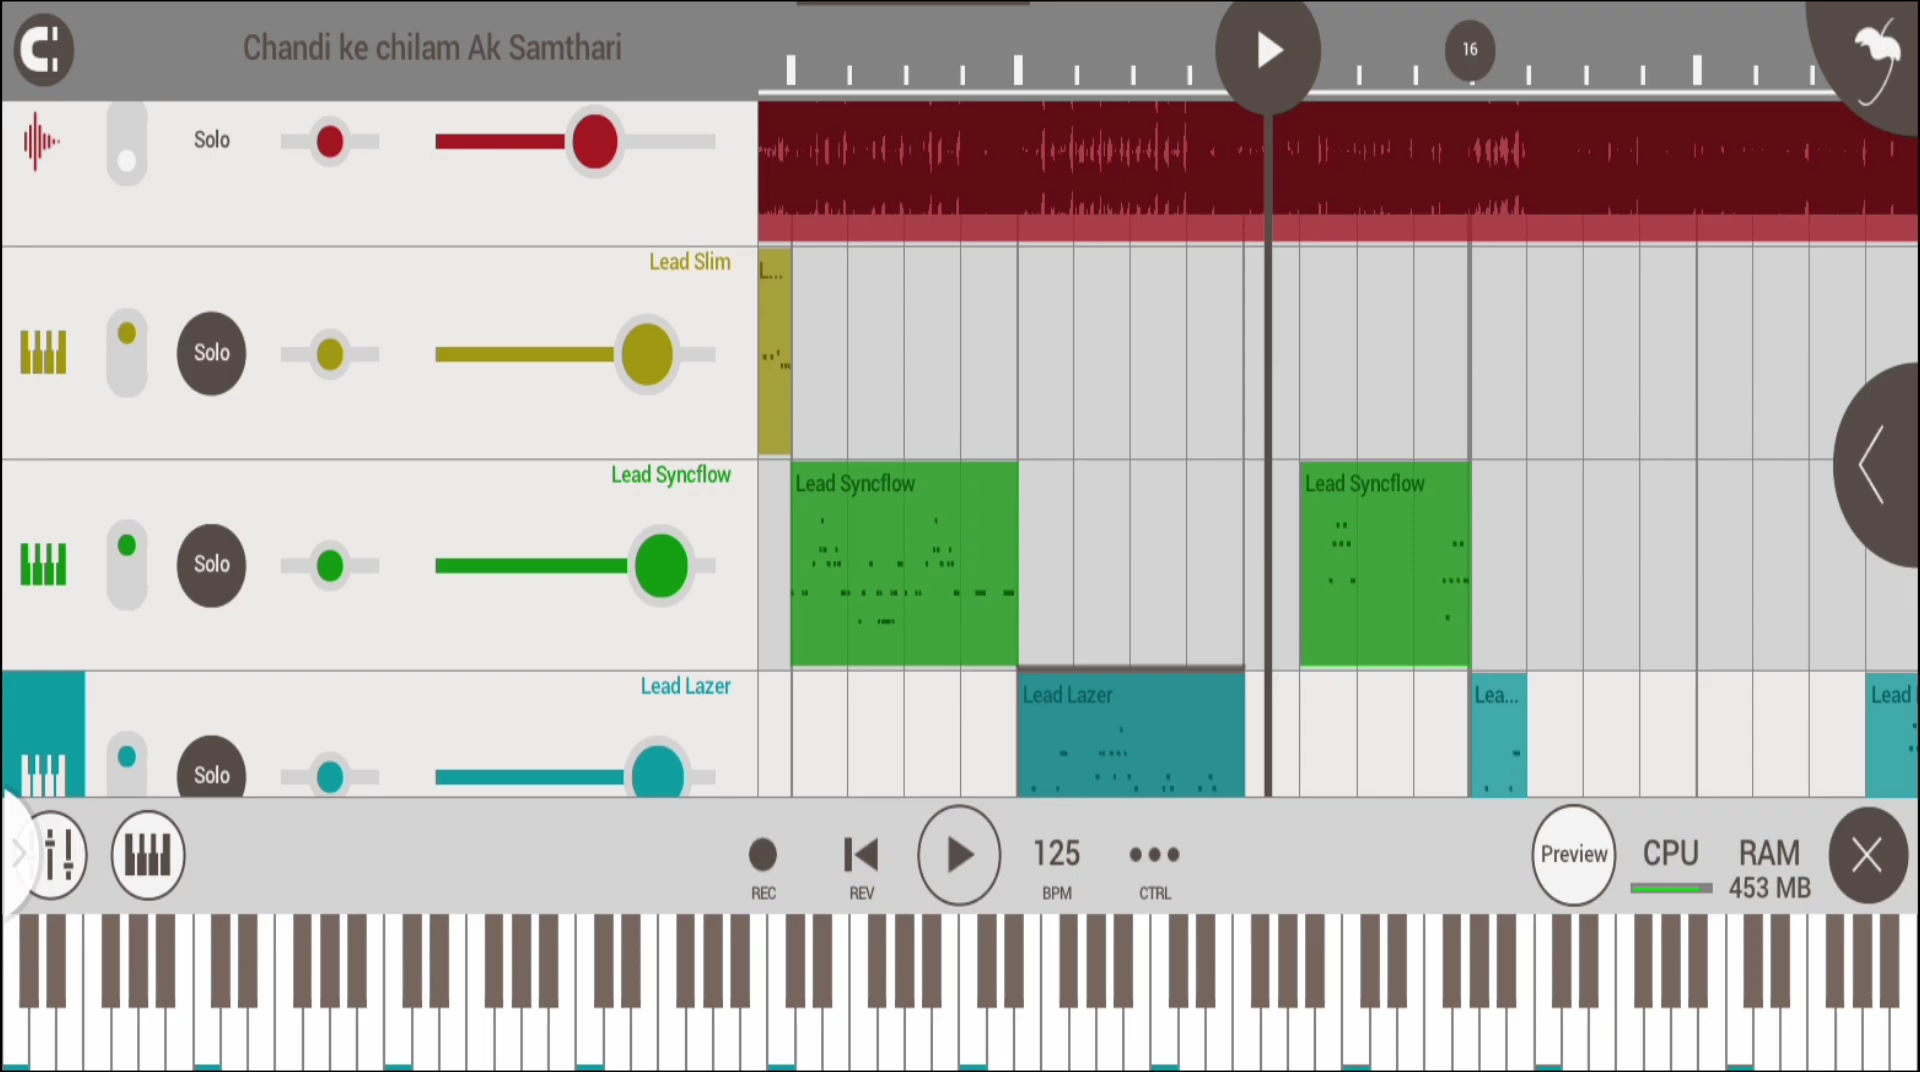 Chandi ke chilam Ak Samthari
16
Solo
Lead Slim
L...
Solo
Lead Syncflow
Lead Syncflow
Lead Syncflow
Solo
Lead Lazer
Lead Lazer
Lea...
Lead
Solo
REC
REV
125
BPM
CTRL
Preview
CPU
RAM
453 MB